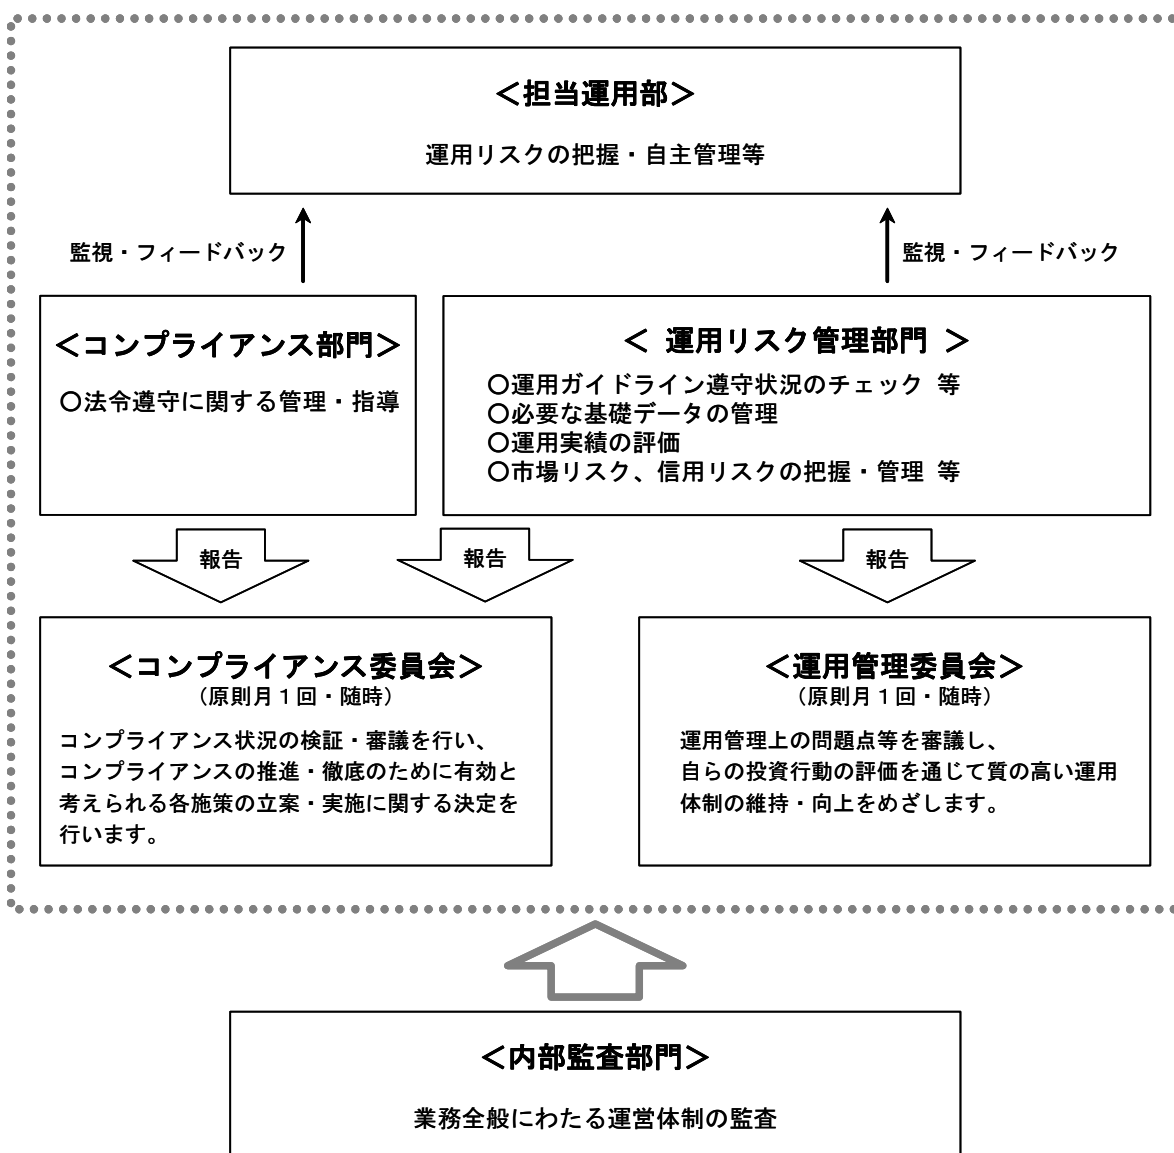 ＜担当運用部＞
運用リスクの把握・自主管理等
監視・フィードバック
監視・フィードバック
＜コンプライアンス部門＞
○法令遵守に関する管理・指導
＜ 運用リスク管理部門 ＞
○運用ガイドライン遵守状況のチェック 等
○必要な基礎データの管理
○運用実績の評価
○市場リスク、信用リスクの把握・管理 等
報告
報告
報告
＜コンプライアンス委員会＞
（原則月１回・随時）
コンプライアンス状況の検証・審議を行い、
コンプライアンスの推進・徹底のために有効と
考えられる各施策の立案・実施に関する決定を
行います。
＜運用管理委員会＞
（原則月１回・随時）
運用管理上の問題点等を審議し、
自らの投資行動の評価を通じて質の高い運用
体制の維持・向上をめざします。
＜内部監査部門＞
業務全般にわたる運営体制の監査